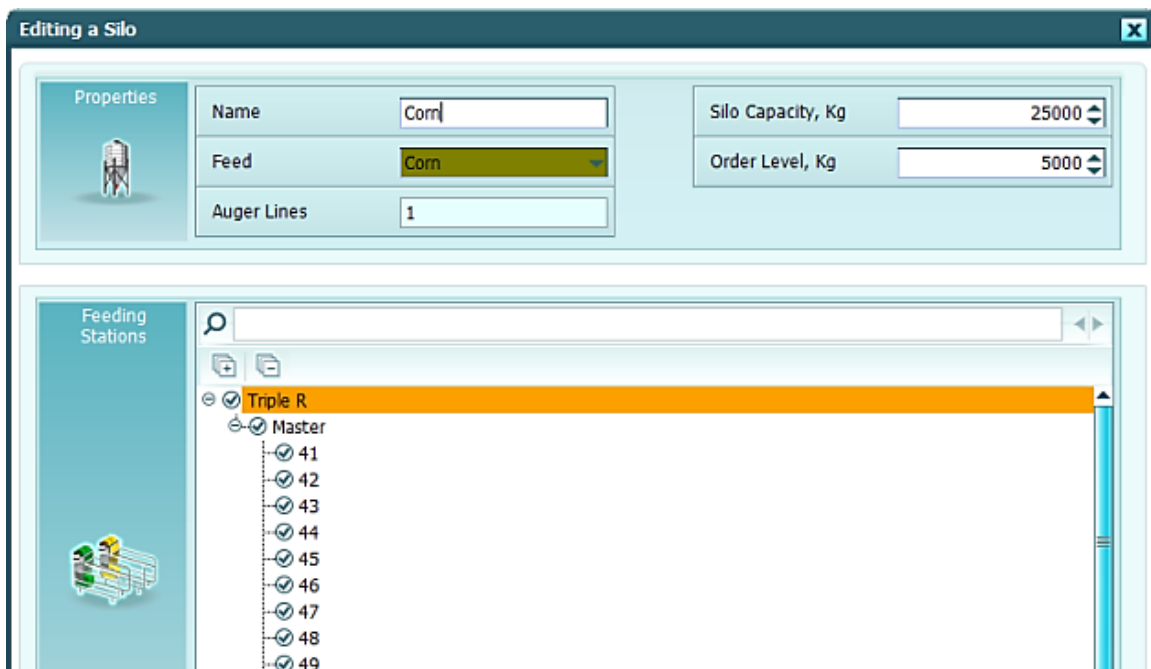 Editing a Silo
Properties
Name Corn
Feed Corn
Auger Lines 1
Silo Capacity, Kg 25000
Order Level, Kg 5000
Feeding
Stations
Triple R
Master
41
42
43
44
45
46
47
48
49